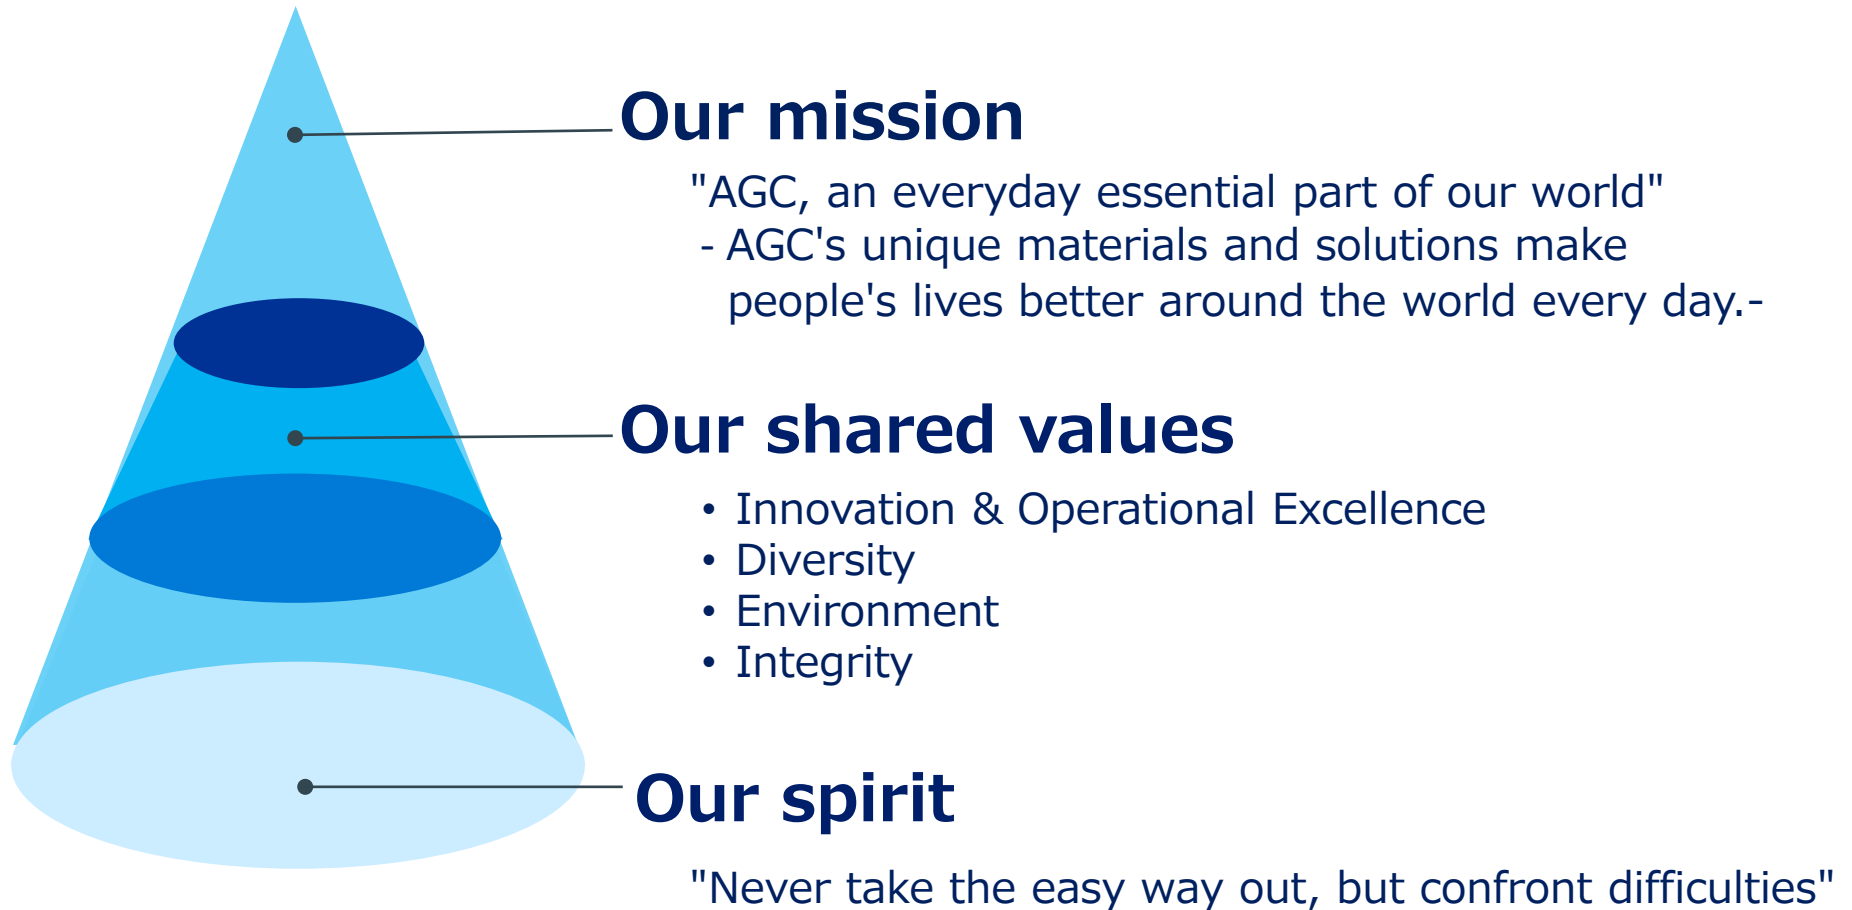 Our mission
"AGC, an everyday essential part of our world"
- AGC's unique materials and solutions make
people's lives better around the world every day.-
Our shared values
• Innovation & Operational Excellence
• Diversity
• Environment
• Integrity
Our spirit
"Never take the easy way out, but confront difficulties"